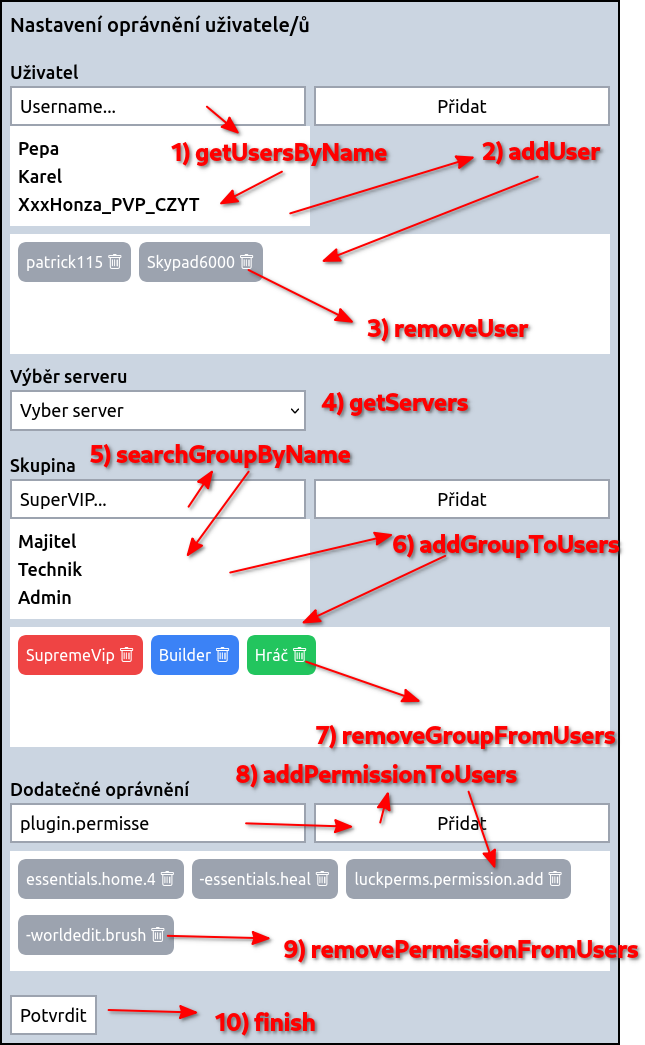 Nastavení oprávnění uživatele/ů
Uživatel
Username...
Přidat
1) getUsersByName
2) addUser
Pepa
Karel
XxxHonza_PVP_CZYT
patrick115
Skypad6000
3) removeUser
Výběr serveru
Vyber server
4) getServers
5) searchGroupByName
Skupina
SuperVIP...
Přidat
Majitel
6) addGroupToUsers
Technik
Admin
SupremeVip
Builder
Hráč
7) removeGroupFromUsers
8) addPermissionToUsers
Dodatečné oprávnění
plugin.permisse
Přidat
essentials.home.4
-essentials.heal
luckperms.permission.add
-worldedit.brush
9) removePermissionFromUsers
Potvrdit
10) finish